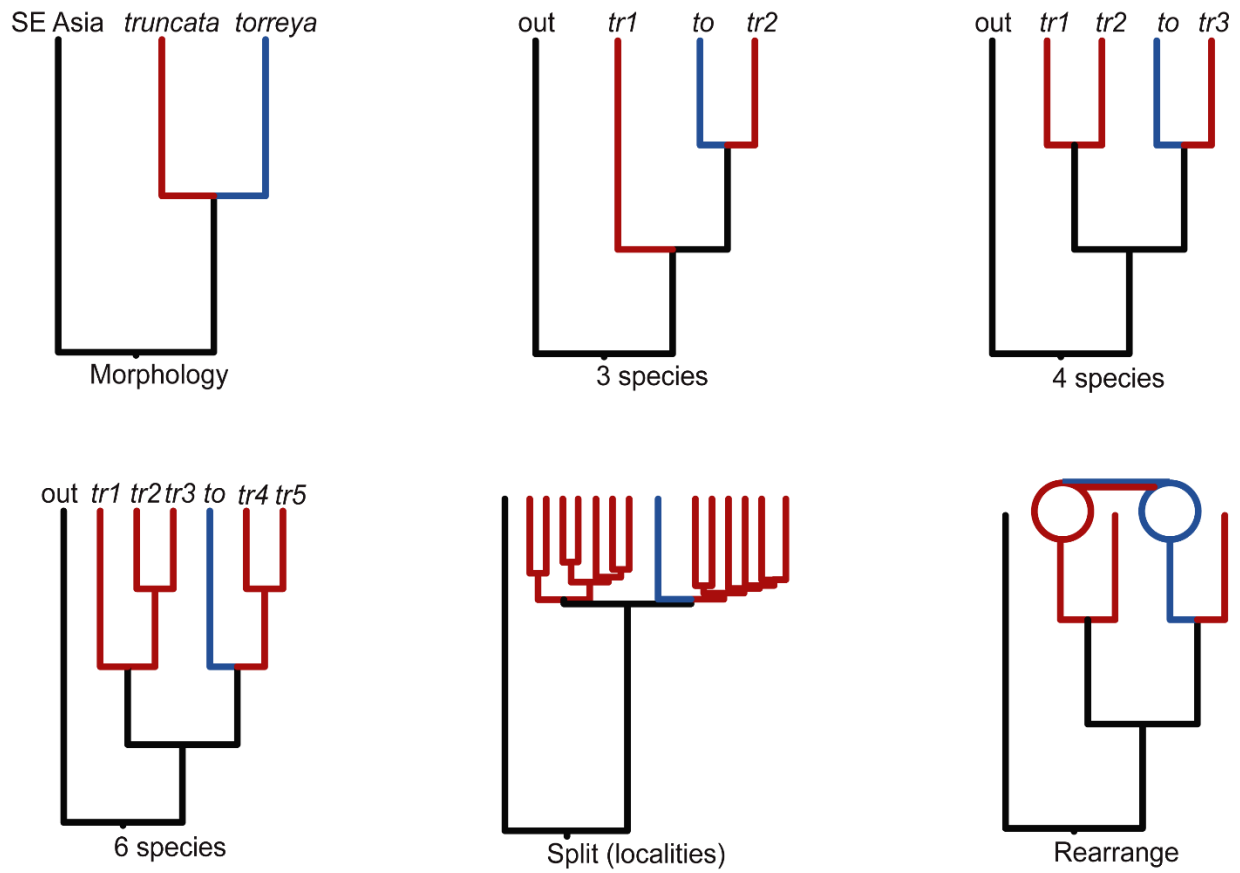 SE Asia truncata torreya
Morphology
out tr1 to tr2
3 species
out tr1 tr2 to tr3
4 species
out tr1 tr2 tr3 to tr4 tr5
6 species
Split (localities)
Rearrange